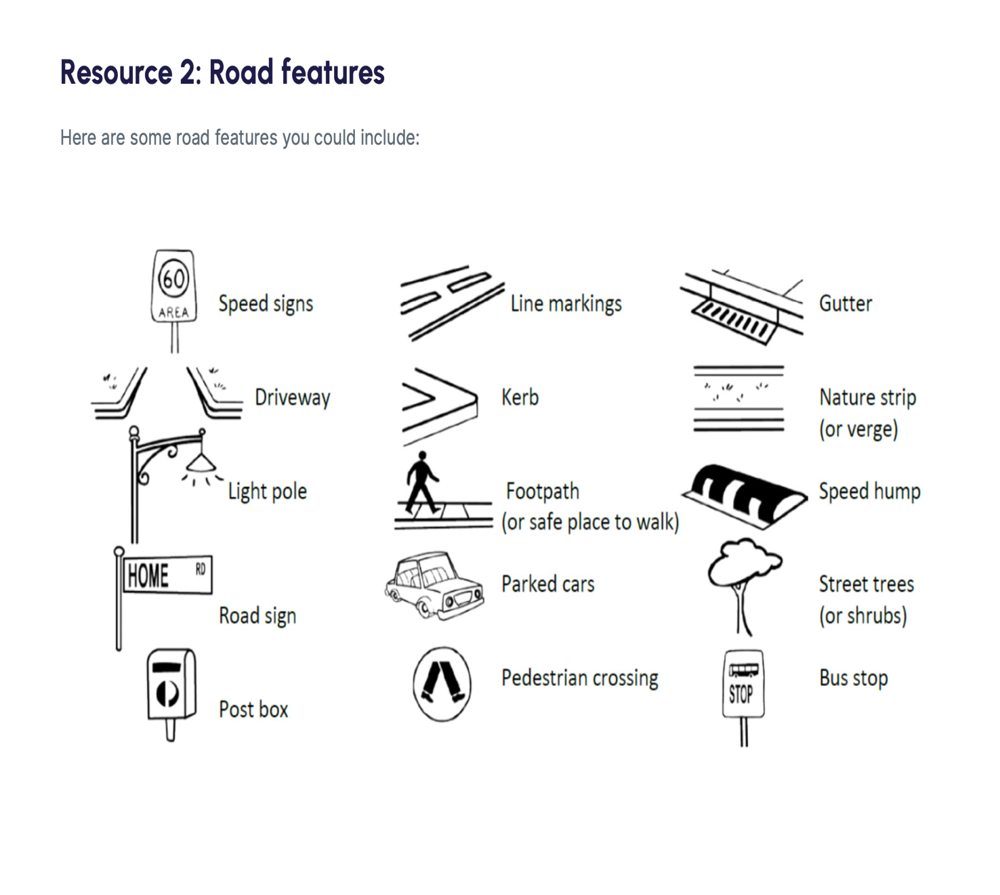 Resource 2: Road features
Here are some road features you could include:
60
AREA
Speed signs
Line markings
Gutter
Driveway
Kerb
Nature strip
(or verge)
Light pole
Footpath
(or safe place to walk)
Speed hump
HOME RD
Road sign
Parked cars
Street trees
(or shrubs)
Post box
Pedestrian crossing
STOP
Bus stop